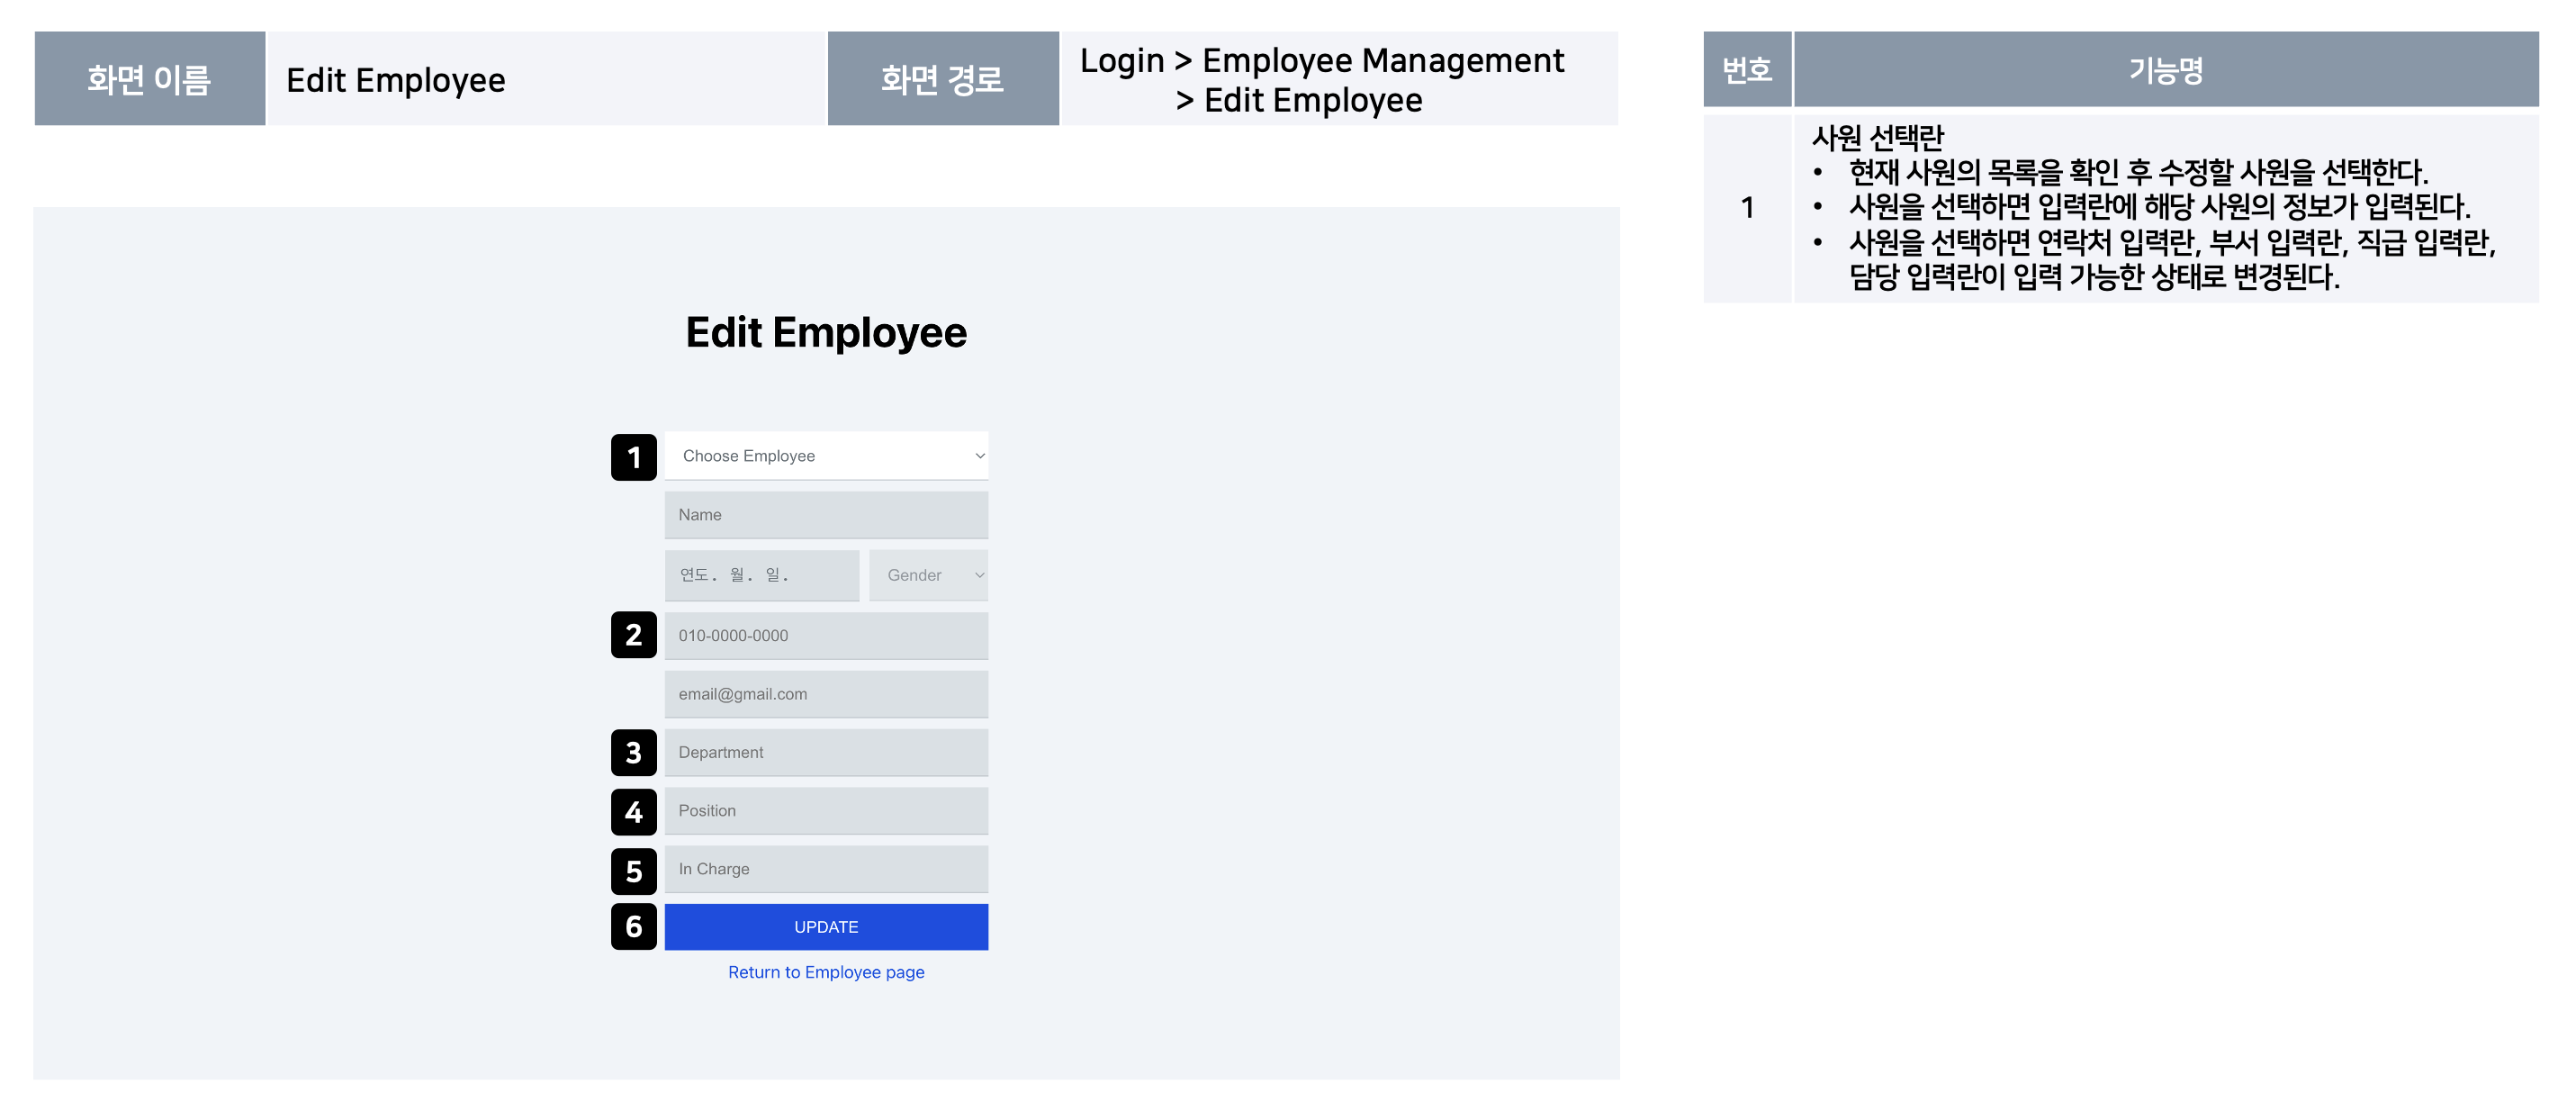 화면 이름
Edit Employee
화면 경로
Login > Employee Management
> Edit Employee
Edit Employee
1
Choose Employee
Name
연도. 월. 일.
Gender
2
010-0000-0000
email@gmail.com
3
Department
4
Position
5
In Charge
6
UPDATE
Return to Employee page
번호
기능명
1
사원 선택란
• 현재 사원의 목록을 확인 후 수정할 사원을 선택한다.
• 사원을 선택하면 입력란에 해당 사원의 정보가 입력된다.
• 사원을 선택하면 연락처 입력란, 부서 입력란, 직급 입력란,
담당 입력란이 입력 가능한 상태로 변경된다.